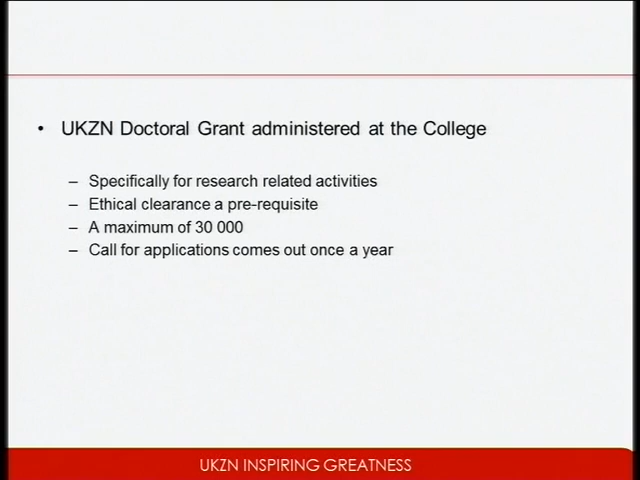 • UKZN Doctoral Grant administered at the College
– Specifically for research related activities
– Ethical clearance a pre-requisite
– A maximum of 30 000
– Call for applications comes out once a year
UKZN INSPIRING GREATNESS